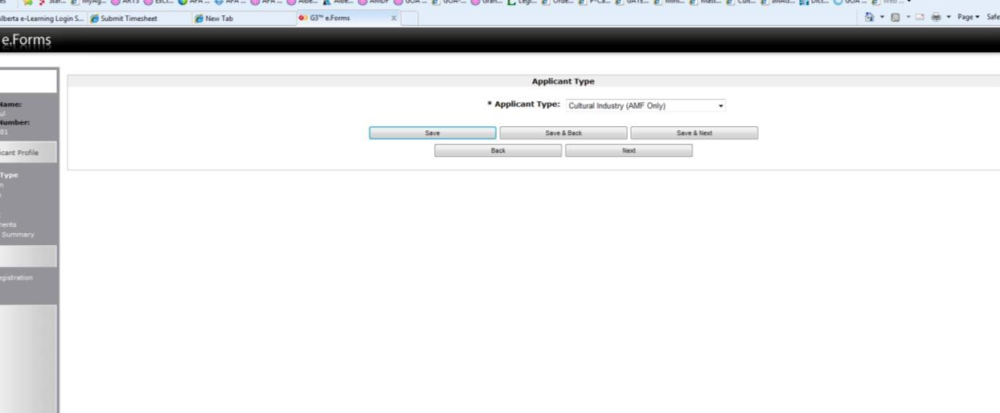 Alberta e-Learning Login S... Submit Timesheet New Tab G3™ e.Forms x Page Safe
e.Forms
Applicant Type
* Applicant Type: Cultural Industry (AMF Only)
Save Save & Back Save & Next
Back Next
Name:
ul
Number:
81
icant Profile
Type
n
ments
Summary
egistration